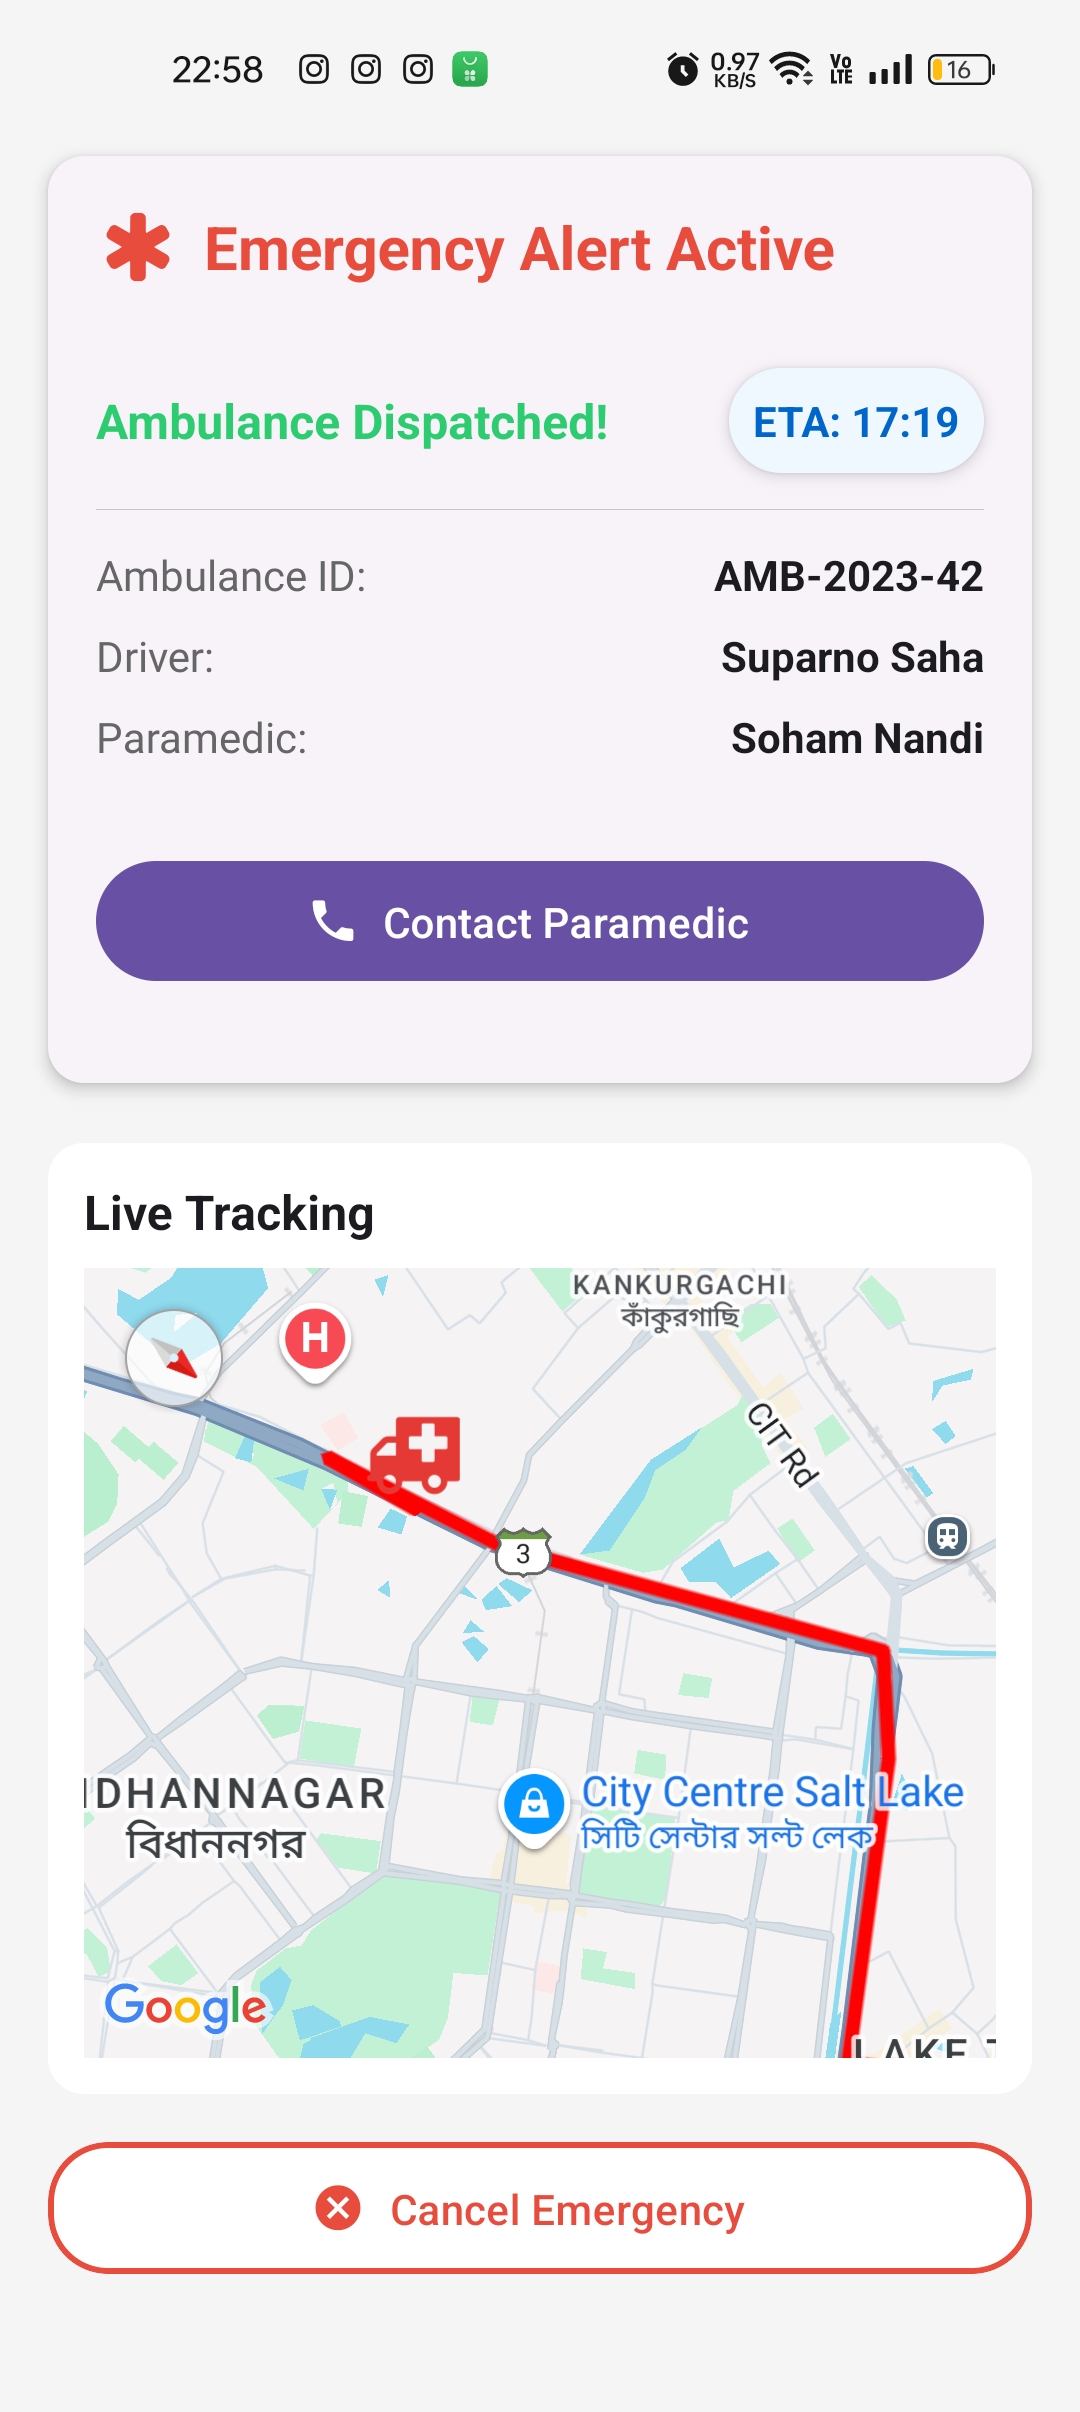 22:58
0.97
KB/S
Vo
LTE
16
Emergency Alert Active
Ambulance Dispatched!
ETA: 17:19
Ambulance ID:
AMB-2023-42
Driver:
Suparno Saha
Paramedic:
Soham Nandi
Contact Paramedic
Live Tracking
KANKURGACHI
কাঁকুরগাছি
H
CIT Rd
3
IDHANNAGAR
বিধাননগর
City Centre Salt Lake
সিটি সেন্টার সল্ট লেক
Google
LAKE T
Cancel Emergency